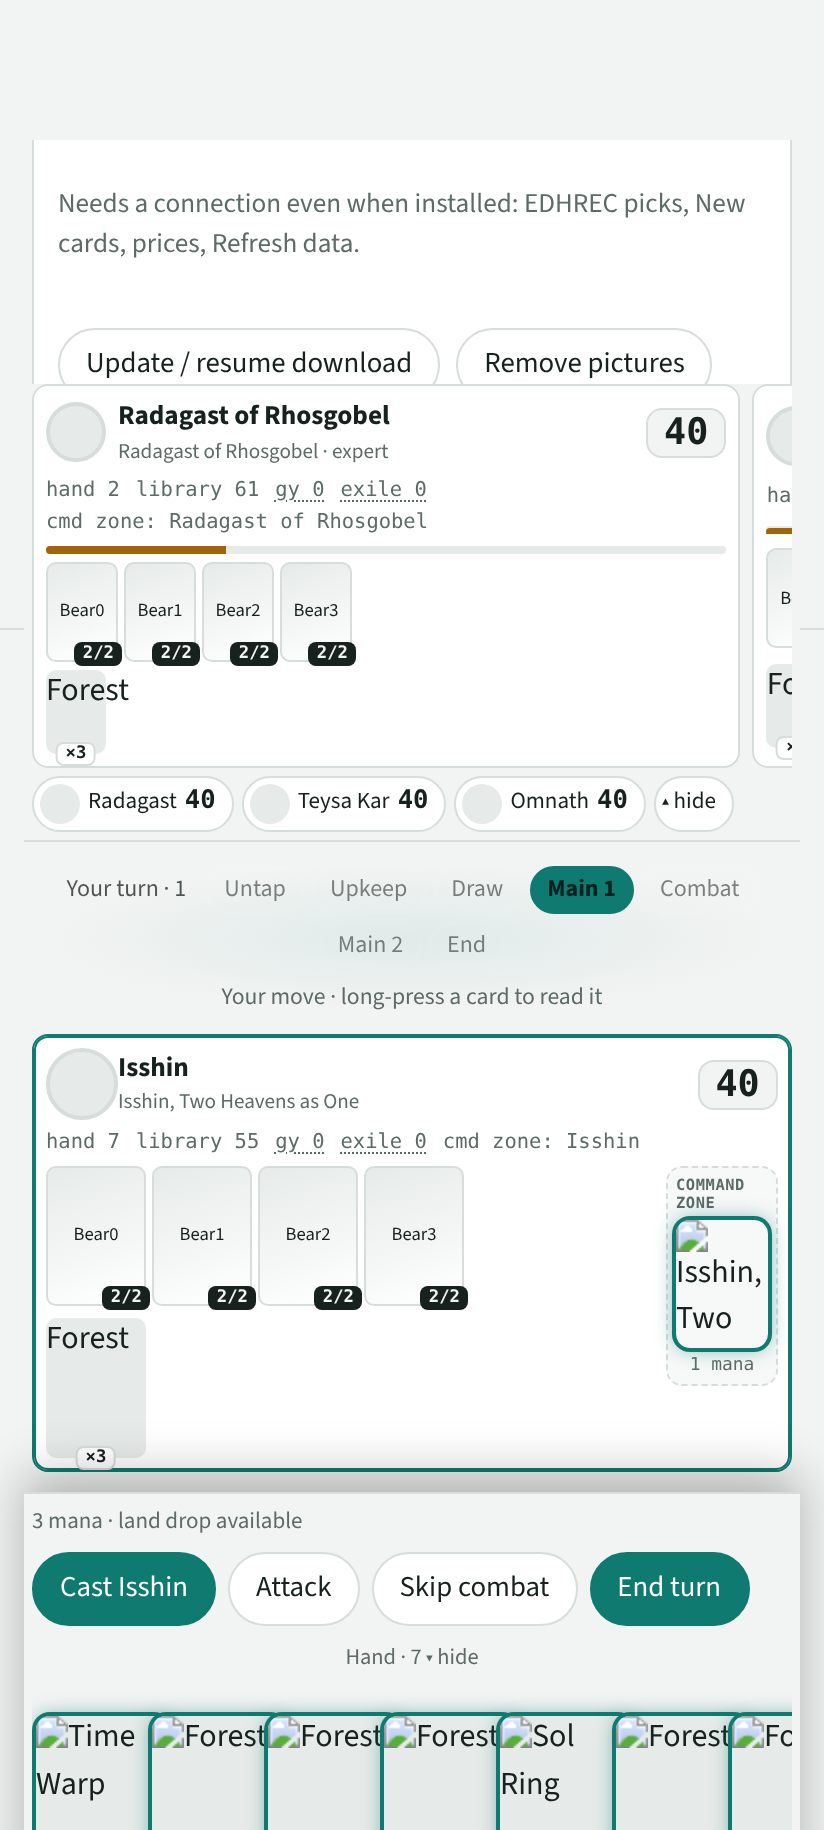 Needs a connection even when installed: EDHREC picks, New
cards, prices, Refresh data.
Update / resume download
Remove pictures
Radagast of Rhosgobel
Radagast of Rhosgobel · expert
40
hand 2 library 61 gy 0 exile 0
cmd zone: Radagast of Rhosgobel
Bear0 Bear1 Bear2 Bear3
2/2 2/2 2/2 2/2
Forest
×3
ha
B
Fo
Radagast 40 Teysa Kar 40 Omnath 40 ▴ hide
Your turn · 1 Untap Upkeep Draw Main 1 Combat
Main 2 End
Your move · long-press a card to read it
Isshin
Isshin, Two Heavens as One
40
hand 7 library 55 gy 0 exile 0 cmd zone: Isshin
Bear0 Bear1 Bear2 Bear3
2/2 2/2 2/2 2/2
COMMAND
ZONE
Isshin,
Two
1 mana
Forest
×3
3 mana · land drop available
Cast Isshin Attack Skip combat End turn
Hand · 7 ▾ hide
Time
Warp
Forest
Forest
Forest
Sol
Ring
Forest
Fo